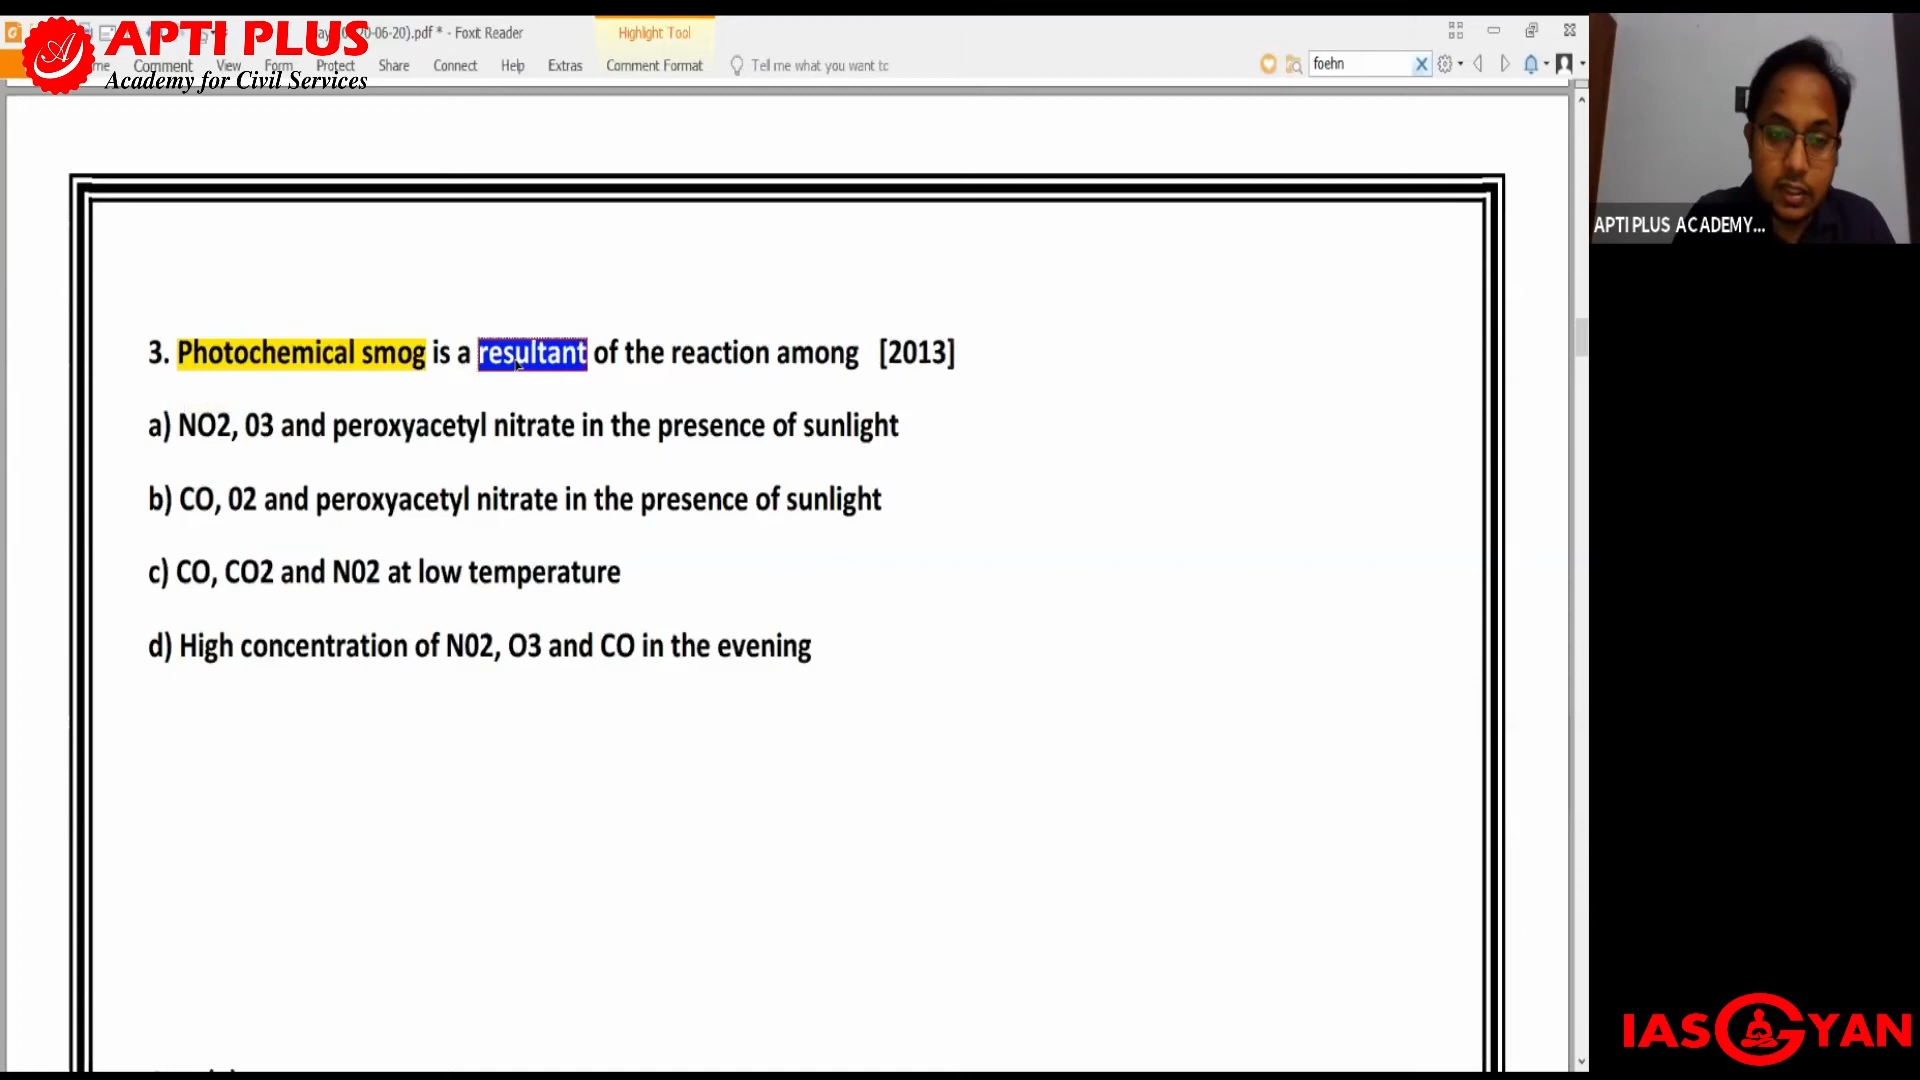 APTI PLUS
Academy for Civil Services
0-06-20).pdf * - Foxit Reader
Highlight Tool
Comment View Form Protect Share Connect Help Extras Comment Format Tell me what you want to
foehn
APTI PLUS ACADEMY...
3. Photochemical smog is a resultant of the reaction among [2013]
a) NO2, 03 and peroxyacetyl nitrate in the presence of sunlight
b) CO, 02 and peroxyacetyl nitrate in the presence of sunlight
c) CO, CO2 and N02 at low temperature
d) High concentration of N02, O3 and CO in the evening
IAS GYAN